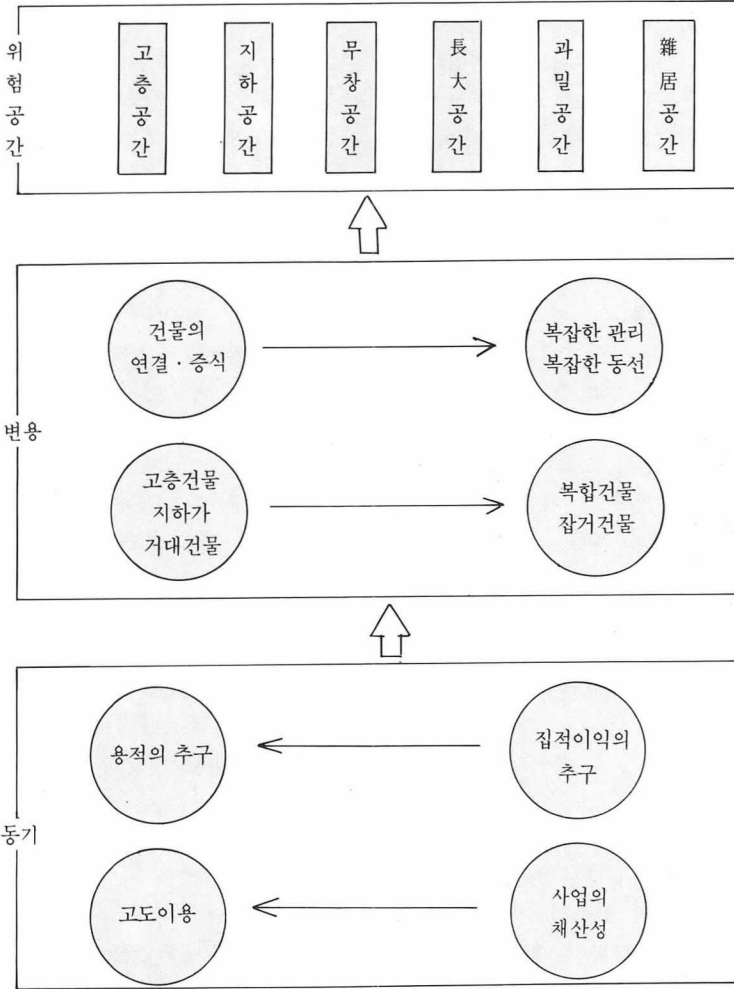 위험공간
고층공간
지하공간
무창공간
長大공간
과밀공간
雜居공간
변용
건물의
연결·증식
복잡한 관리
복잡한 동선
고층건물
지하가
거대건물
복합건물
잡거건물
동기
용적의 추구
집적이익의
추구
고도이용
사업의
채산성